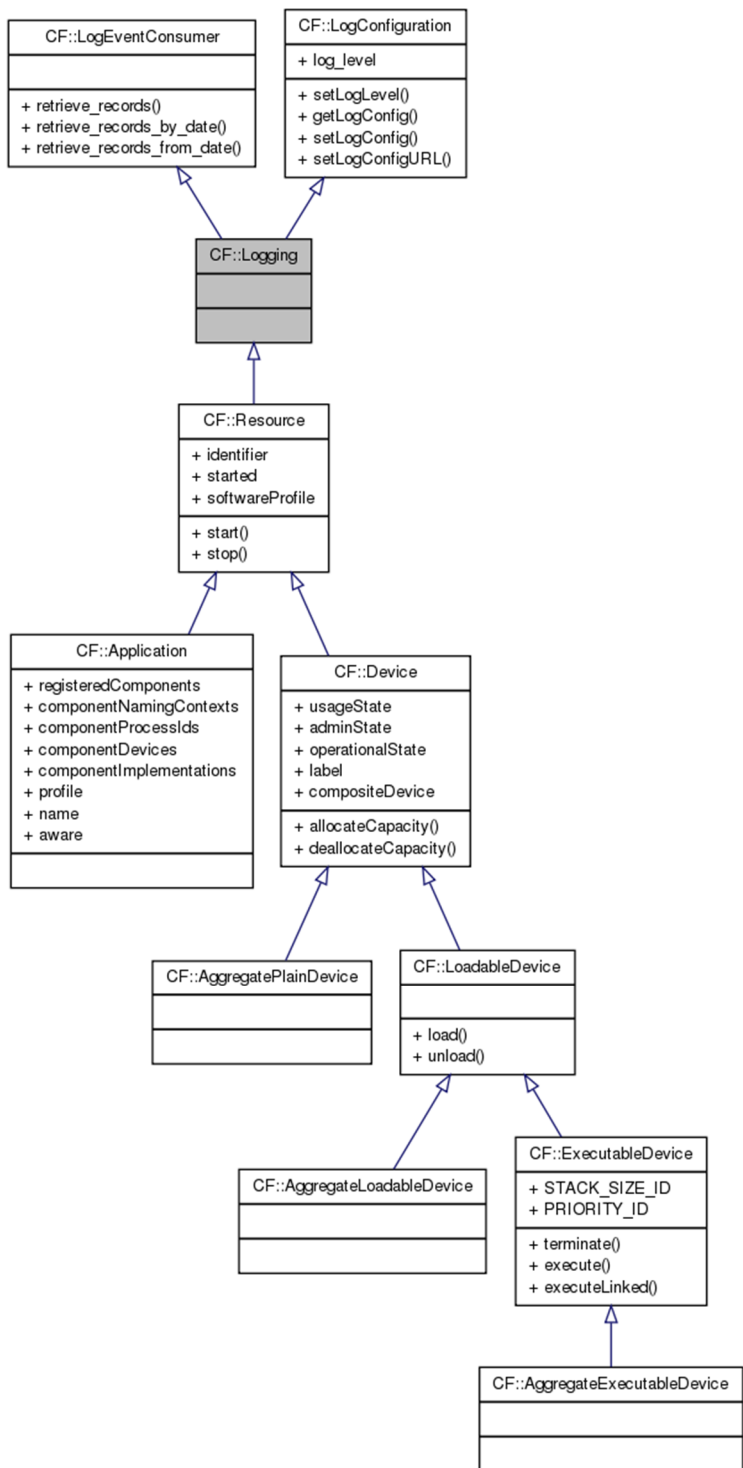 CF::LogEventConsumer
+ retrieve_records()
+ retrieve_records_by_date()
+ retrieve_records_from_date()
CF::LogConfiguration
+ log_level
+ setLogLevel()
+ getLogConfig()
+ setLogConfig()
+ setLogConfigURL()
CF::Logging
CF::Resource
+ identifier
+ started
+ softwareProfile
+ start()
+ stop()
CF::Application
+ registeredComponents
+ componentNamingContexts
+ componentProcessIds
+ componentDevices
+ componentImplementations
+ profile
+ name
+ aware
CF::Device
+ usageState
+ adminState
+ operationalState
+ label
+ compositeDevice
+ allocateCapacity()
+ deallocateCapacity()
CF::AggregatePlainDevice
CF::LoadableDevice
+ load()
+ unload()
CF::AggregateLoadableDevice
CF::ExecutableDevice
+ STACK_SIZE_ID
+ PRIORITY_ID
+ terminate()
+ execute()
+ executeLinked()
CF::AggregateExecutableDevice